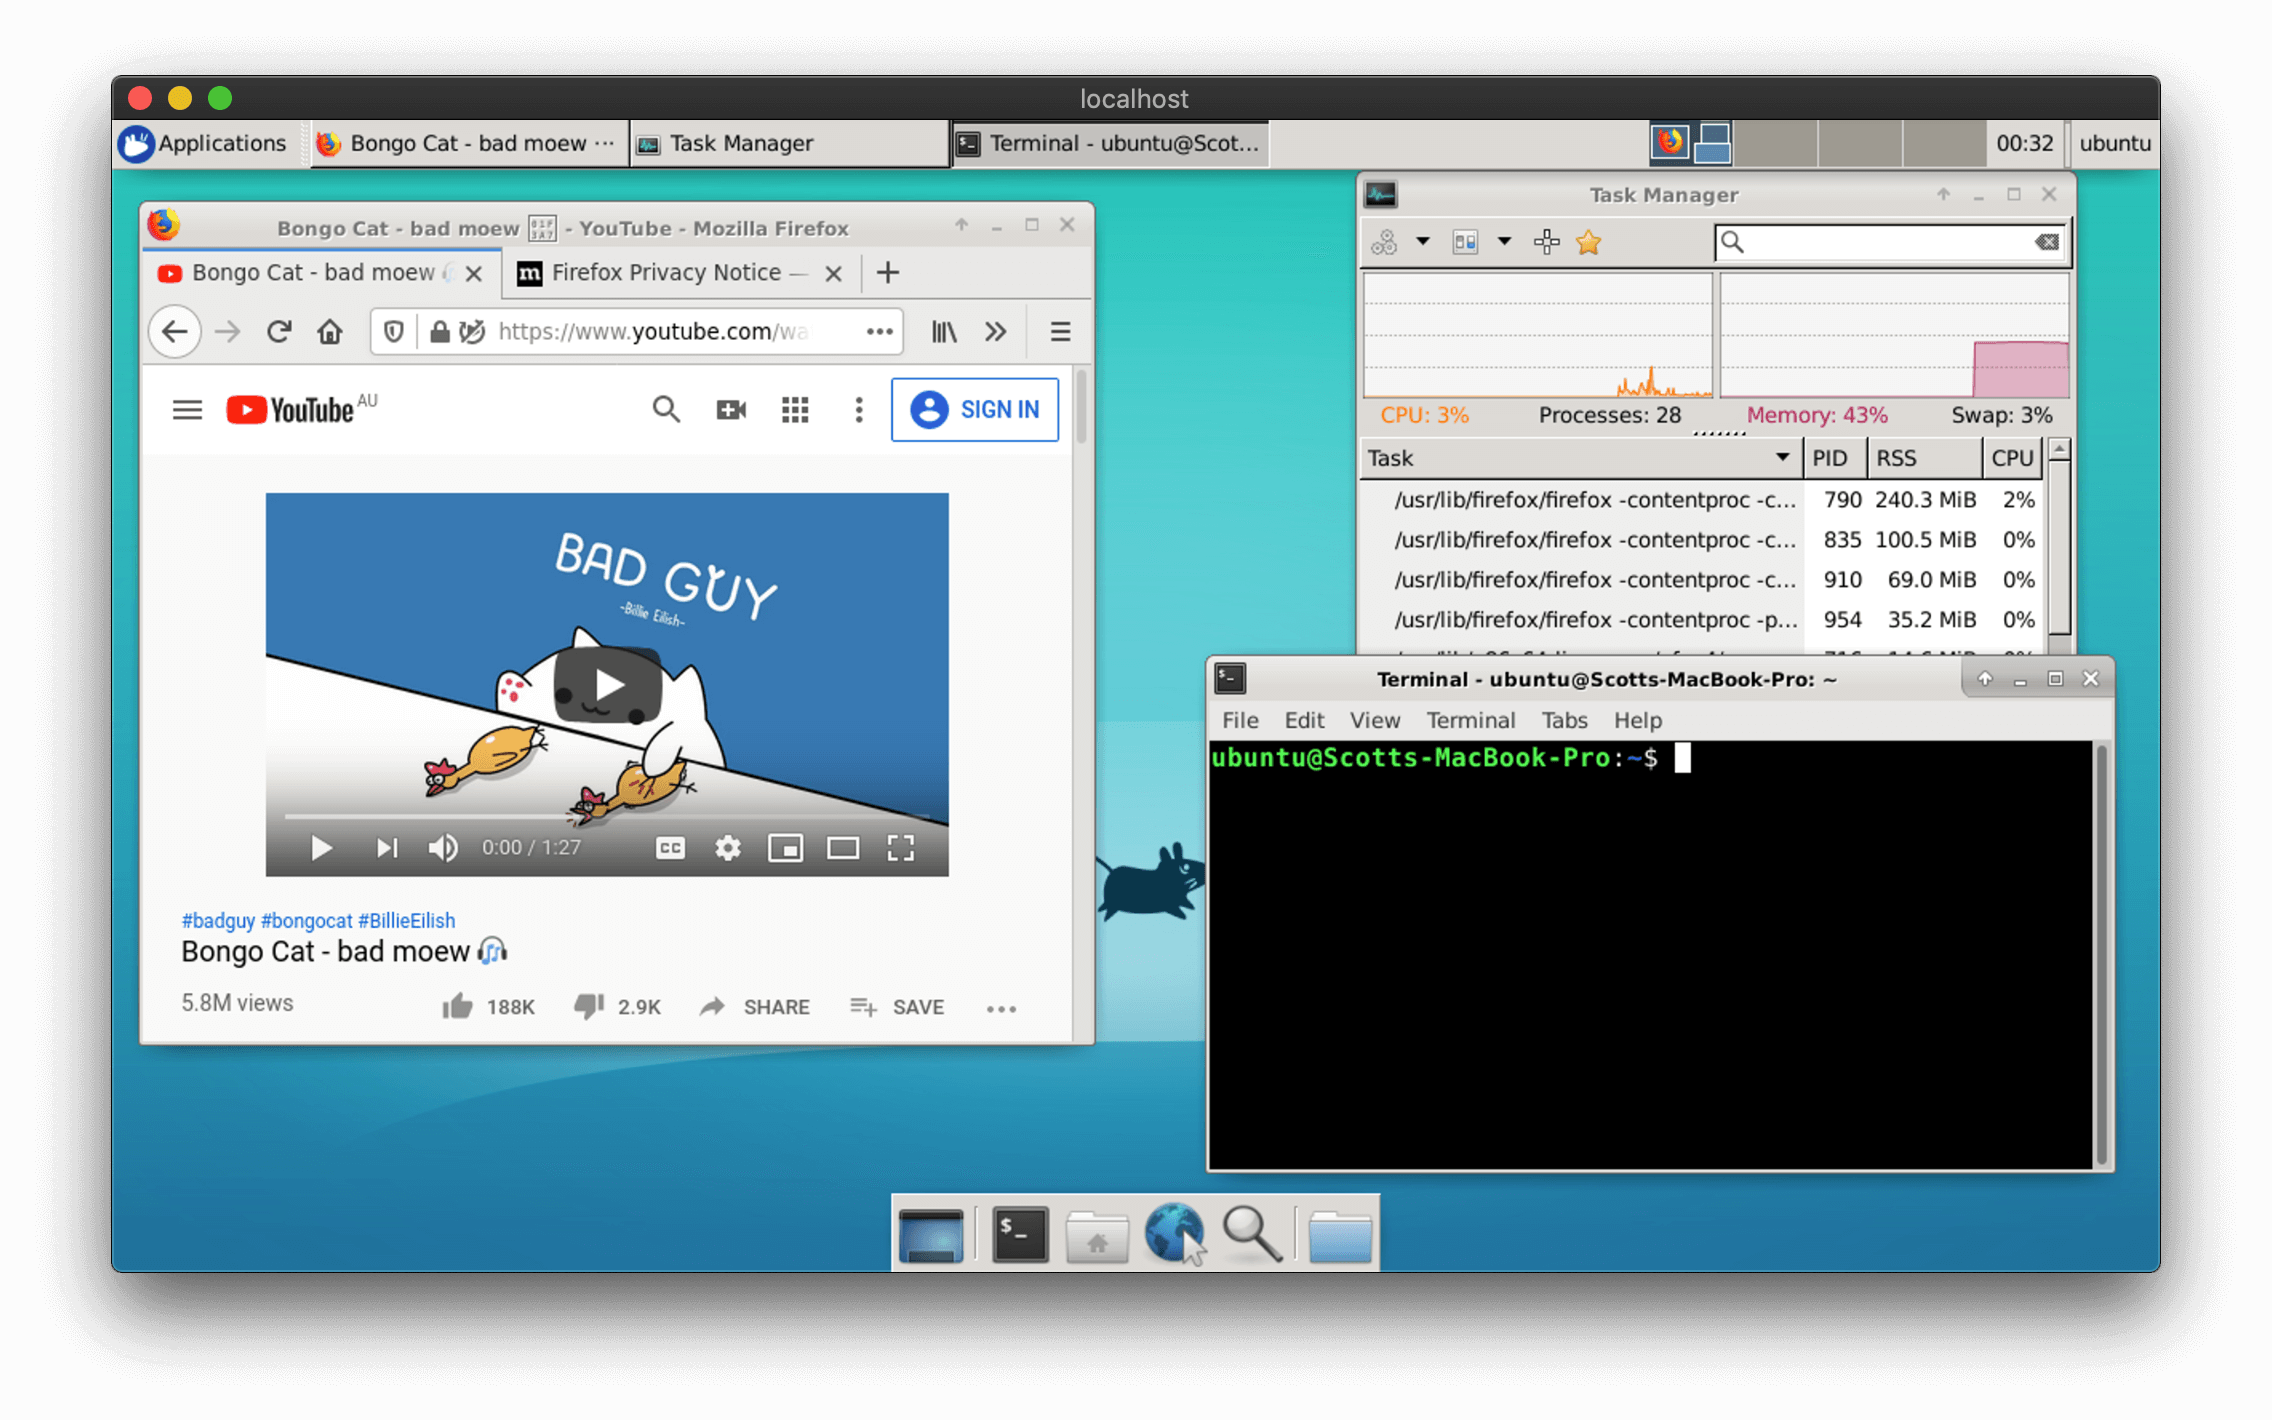 localhost
Applications
Bongo Cat - bad moew ···
Task Manager
Terminal - ubuntu@Scot...
00:32
ubuntu
Bongo Cat - bad moew 01F3A7 - YouTube - Mozilla Firefox
Bongo Cat - bad moew
Firefox Privacy Notice —
https://www.youtube.com/wa
YouTube AU
SIGN IN
BAD GUY
-Billie Eilish-
0:00 / 1:27
CC
#badguy #bongocat #BillieEilish
Bongo Cat - bad moew 🎧
5.8M views
188K
2.9K
SHARE
SAVE
Task Manager
CPU: 3%
Processes: 28
Memory: 43%
Swap: 3%
Task PID RSS CPU
/usr/lib/firefox/firefox -contentproc -c... 790 240.3 MiB 2%
/usr/lib/firefox/firefox -contentproc -c... 835 100.5 MiB 0%
/usr/lib/firefox/firefox -contentproc -c... 910 69.0 MiB 0%
/usr/lib/firefox/firefox -contentproc -p... 954 35.2 MiB 0%
Terminal - ubuntu@Scotts-MacBook-Pro: ~
File Edit View Terminal Tabs Help
ubuntu@Scotts-MacBook-Pro:~$
$_